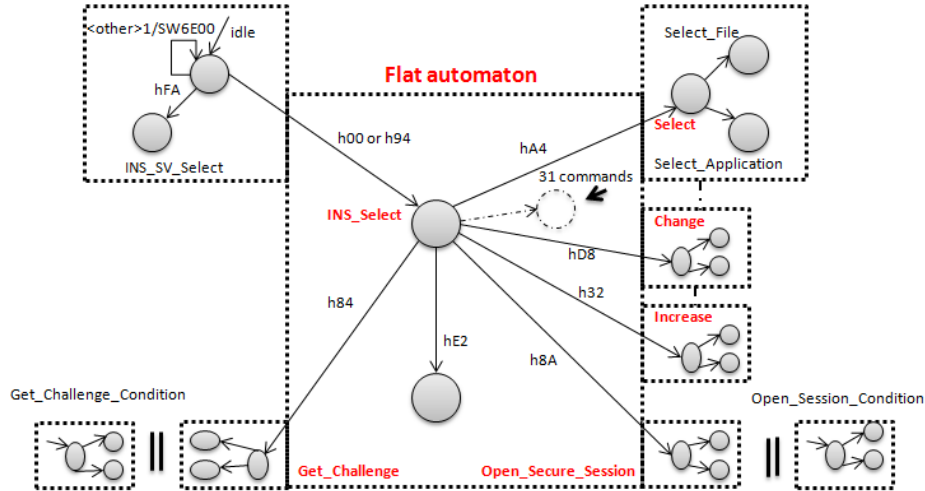 <other>1/SW6E00
idle
hFA
INS_SV_Select
Flat automaton
h00 or h94
hA4
Select_File
Select
Select_Application
31 commands
INS_Select
Change
hD8
h32
Increase
h84
hE2
h8A
Get_Challenge_Condition
Open_Session_Condition
Get_Challenge
Open_Secure_Session